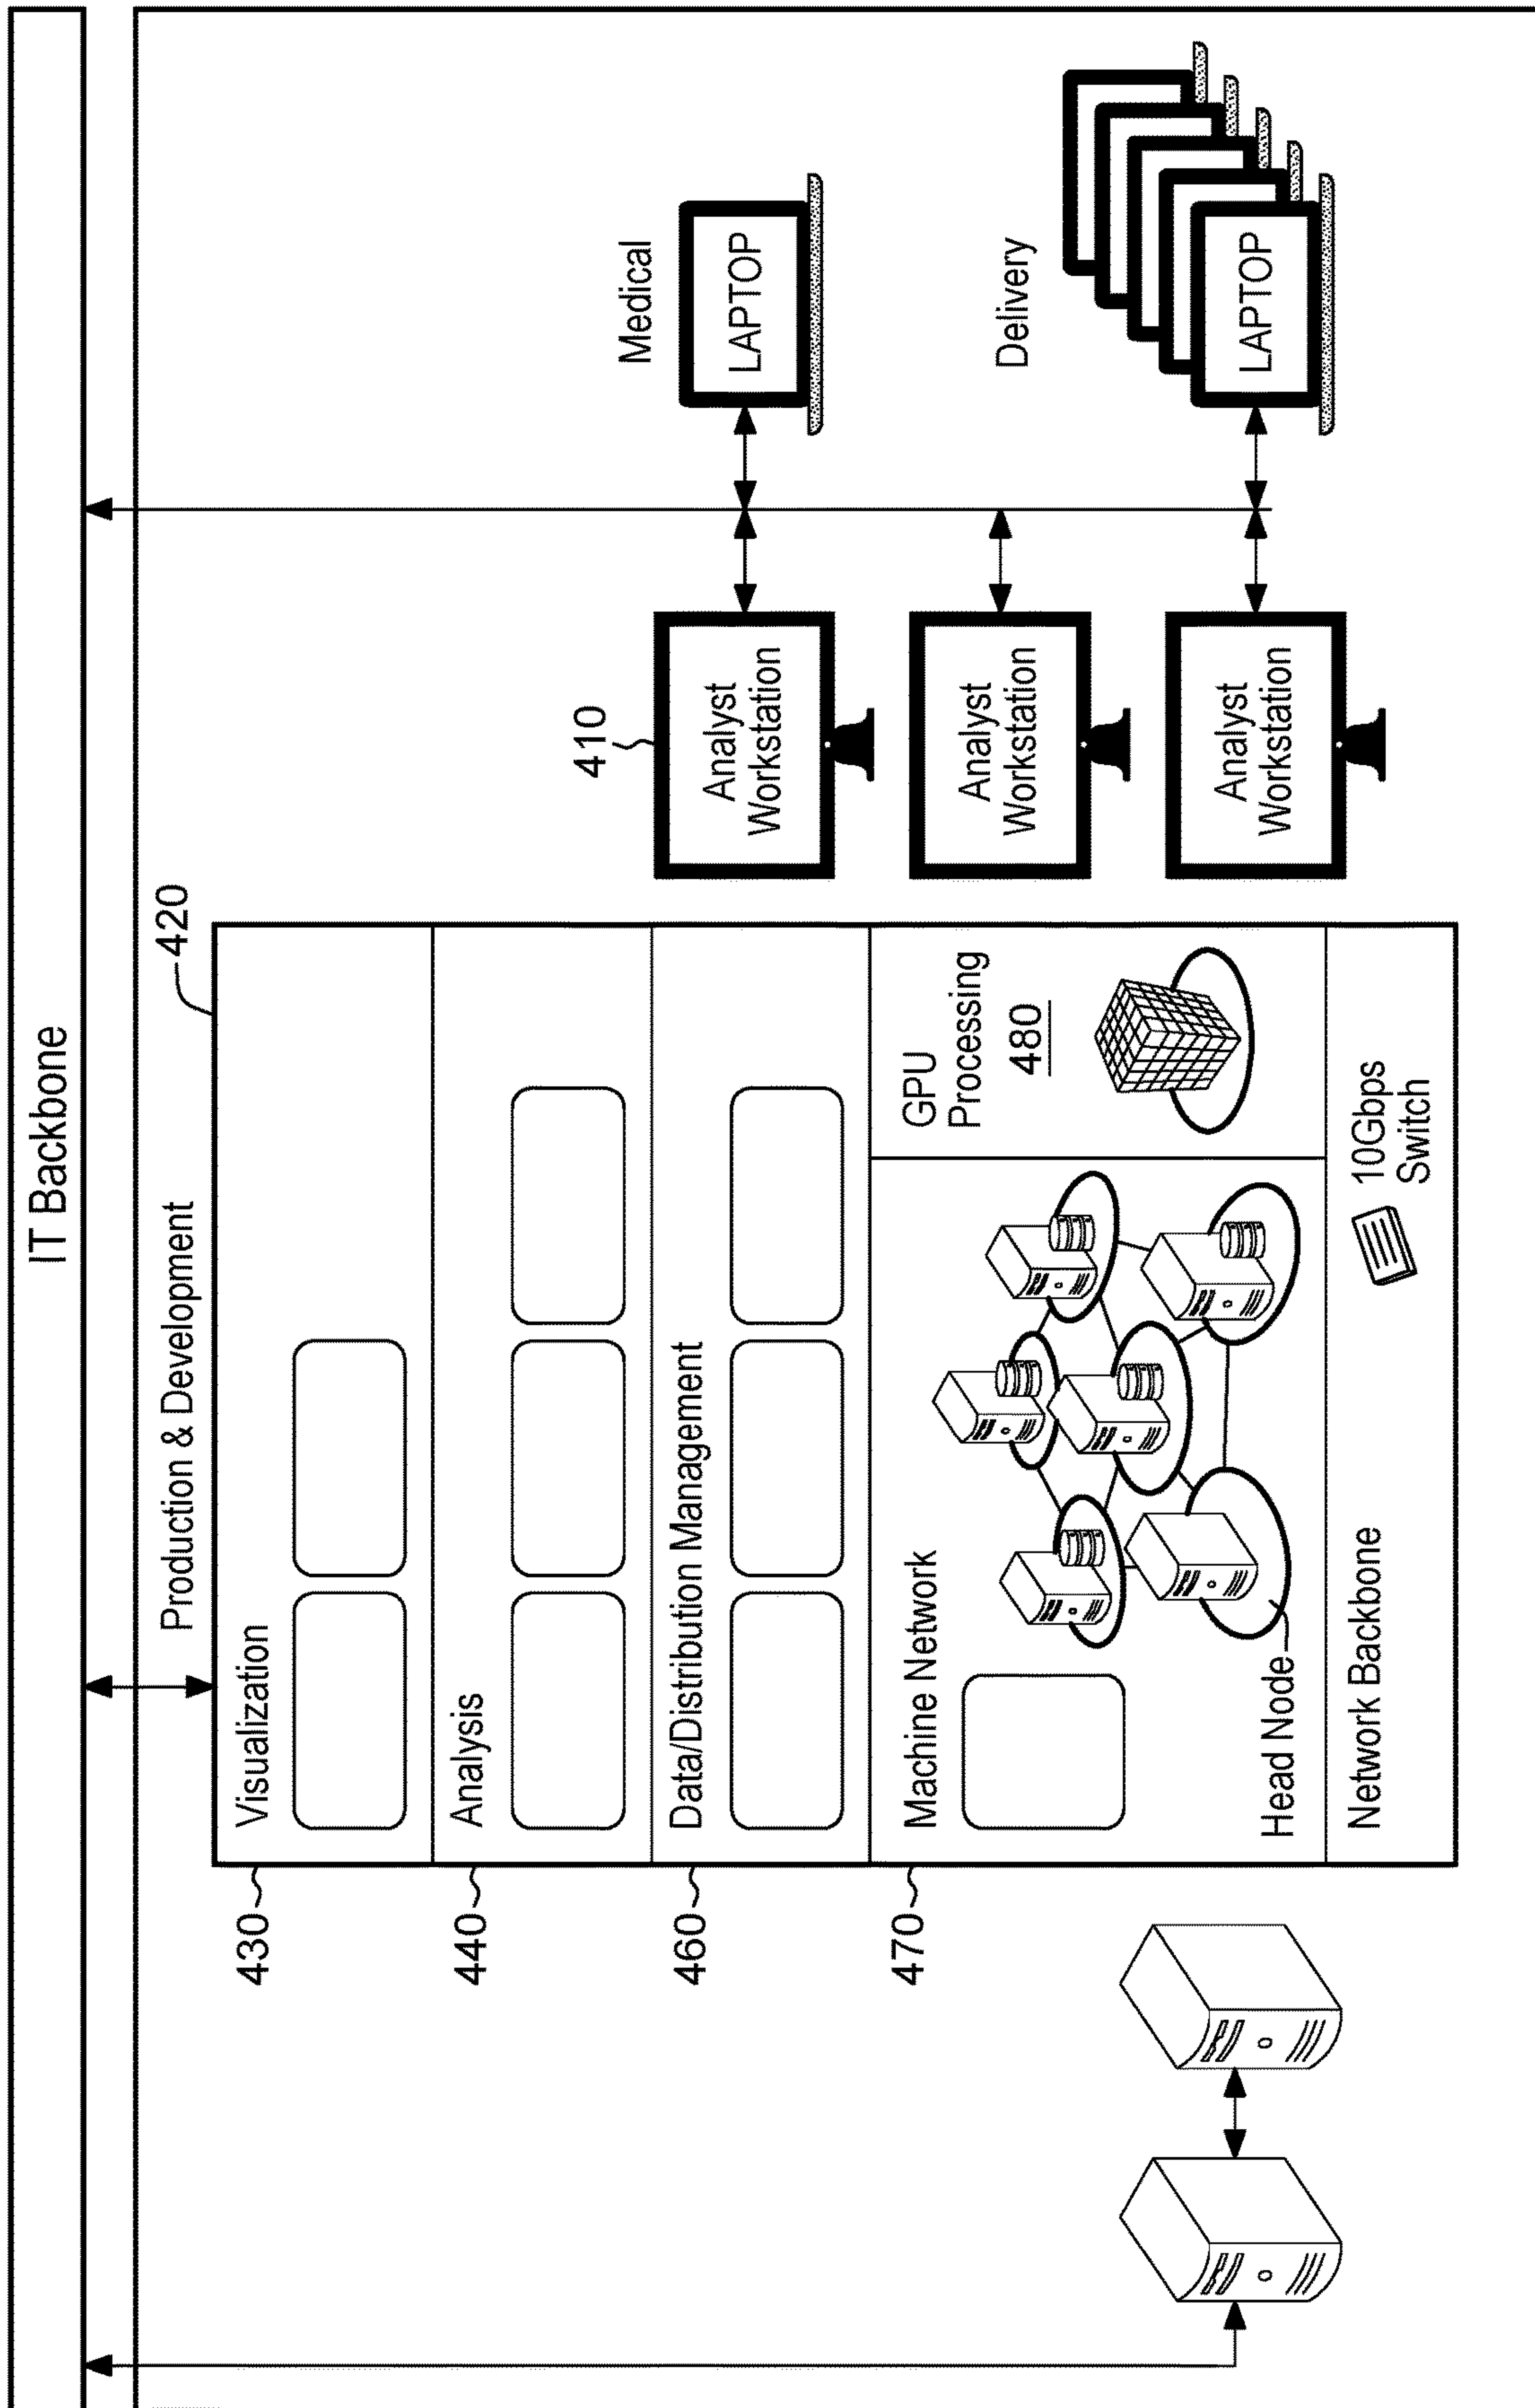 IT Backbone
Production & Development
420
430
Visualization
440
Analysis
460
Data/Distribution Management
470
Machine Network
Head Node
GPU
Processing
480
Network Backbone
10Gbps
Switch
410
Analyst
Workstation
Analyst
Workstation
Analyst
Workstation
Medical
LAPTOP
Delivery
LAPTOP